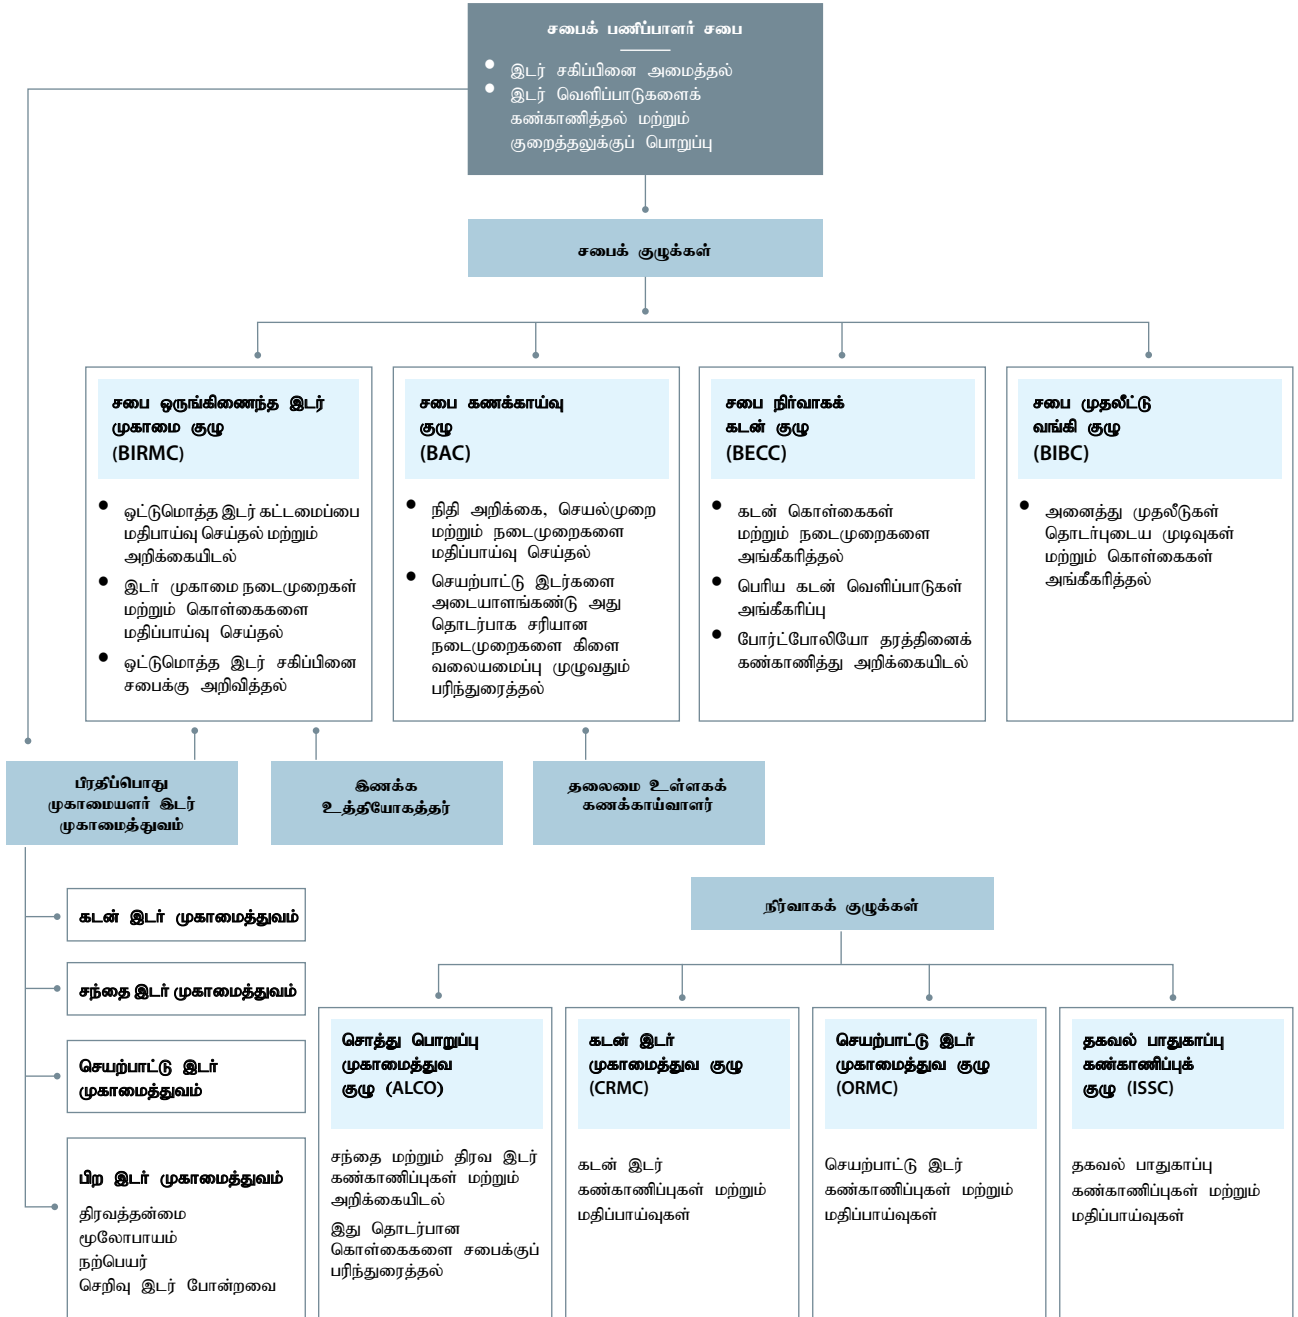 சபைக் பணிப்பாளர் சபை
இடர் சகிப்பினை அமைத்தல்
இடர் வெளிப்பாடுகளைக்
கண்காணித்தல் மற்றும்
குறைத்தலுக்குப் பொறுப்பு
சபைக் குழுக்கள்
சபை ஒருங்கிணைந்த இடர்
முகாமை குழு
(BIRMC)
ஒட்டுமொத்த இடர் கட்டமைப்பை
மதிபாய்வு செய்தல் மற்றும்
அறிக்கையிடல்
இடர் முகாமை நடைமுறைகள்
மற்றும் கொள்கைகளை
மதிப்பாய்வு செய்தல்
ஒட்டுமொத்த இடர் சகிப்பினை
சபைக்கு அறிவித்தல்
சபை கணக்காய்வு
குழு
(BAC)
நிதி அறிக்கை, செயல்முறை
மற்றும் நடைமுறைகளை
மதிப்பாய்வு செய்தல்
செயற்பாட்டு இடர்களை
அடையாளங்கண்டு அது
தொடர்பாக சரியான
நடைமுறைகளை கிளை
வலையமைப்பு முழுவதும்
பரிந்துரைத்தல்
சபை நிர்வாகக்
கடன் குழு
(BECC)
கடன் கொள்கைகள்
மற்றும் நடைமுறைகளை
அங்கீகரித்தல்
பெரிய கடன் வெளிப்பாடுகள்
அங்கீகரிப்பு
போர்ட்போலியோ தரத்தினைக்
கண்காணித்து அறிக்கையிடல்
சபை முதலீட்டு
வங்கி குழு
(BIBC)
அனைத்து முதலீடுகள்
தொடர்புடைய முடிவுகள்
மற்றும் கொள்கைகள்
அங்கீகரித்தல்
பிரதிப்பொது
முகாமையளர் இடர்
முகாமைத்துவம்
இணக்க
உத்தியோகத்தர்
தலைமை உள்ளகக்
கணக்காய்வாளர்
கடன் இடர் முகாமைத்துவம்
சந்தை இடர் முகாமைத்துவம்
செயற்பாட்டு இடர்
முகாமைத்துவம்
பிற இடர் முகாமைத்துவம்
திரவத்தன்மை
மூலோபாயம்
நற்பெயர்
செறிவு இடர் போன்றவை
நிர்வாகக் குழுக்கள்
சொத்து பொறுப்பு
முகாமைத்துவ
குழு (ALCO)
சந்தை மற்றும் திரவ இடர்
கண்காணிப்புகள் மற்றும்
அறிக்கையிடல்
இது தொடர்பான
கொள்கைகளை சபைக்குப்
பரிந்துரைத்தல்
கடன் இடர்
முகாமைத்துவ குழு
(CRMC)
கடன் இடர்
கண்காணிப்புகள் மற்றும்
மதிப்பாய்வுகள்
செயற்பாட்டு இடர்
முகாமைத்துவ குழு
(ORMC)
செயற்பாட்டு இடர்
கண்காணிப்புகள் மற்றும்
மதிப்பாய்வுகள்
தகவல் பாதுகாப்பு
கண்காணிப்புக்
குழு (ISSC)
தகவல் பாதுகாப்பு
கண்காணிப்புகள் மற்றும்
மதிப்பாய்வுகள்